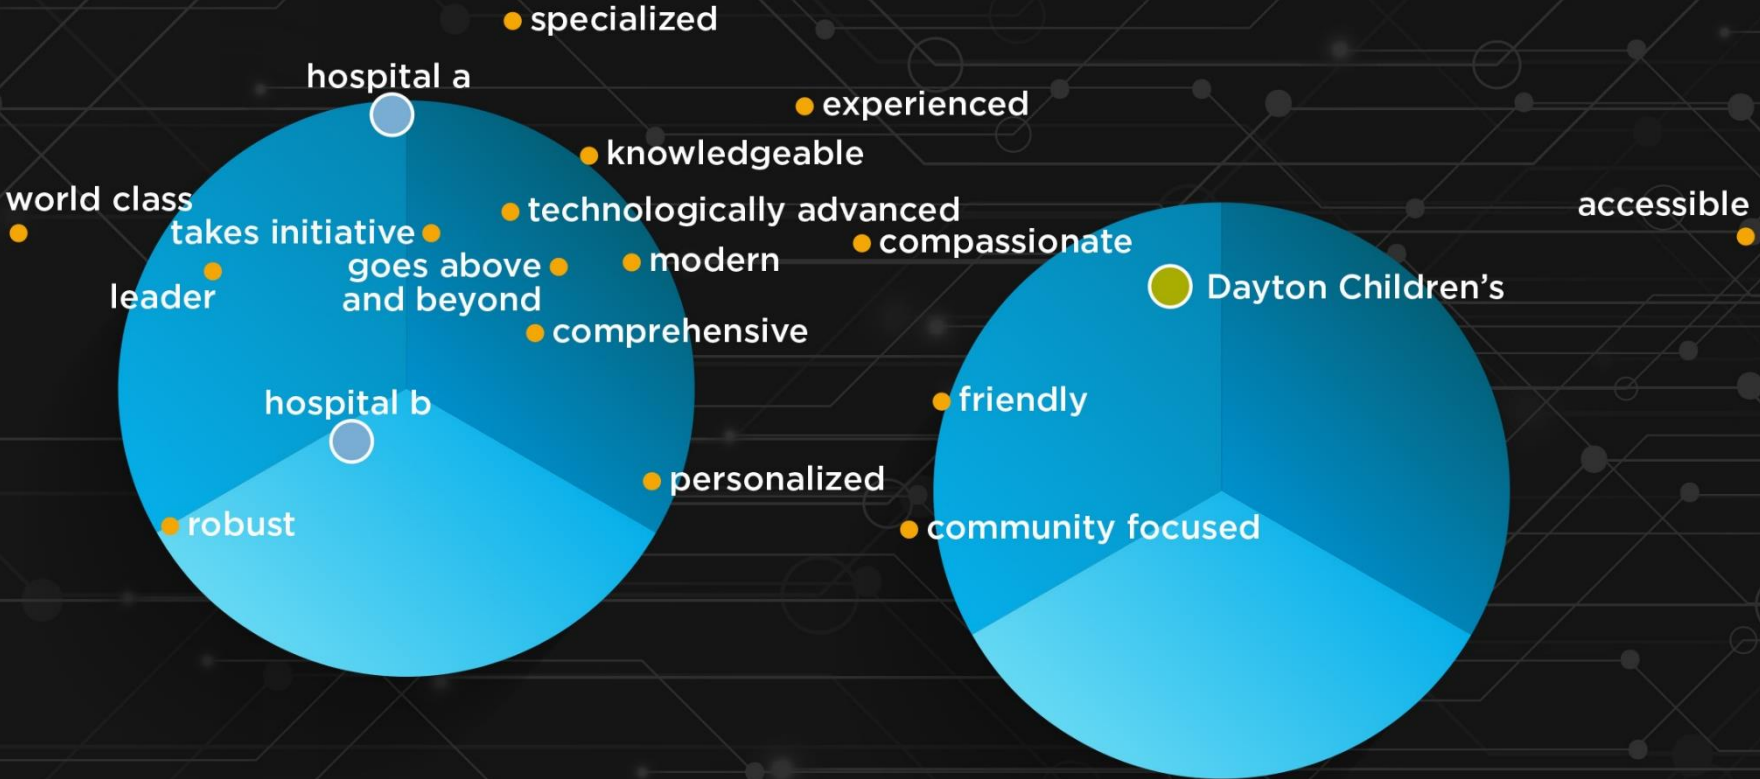 specialized
hospital a
experienced
knowledgeable
world class
technologically advanced
accessible
takes initiative
compassionate
goes above
and beyond
modern
Dayton Children’s
leader
comprehensive
hospital b
friendly
personalized
robust
community focused